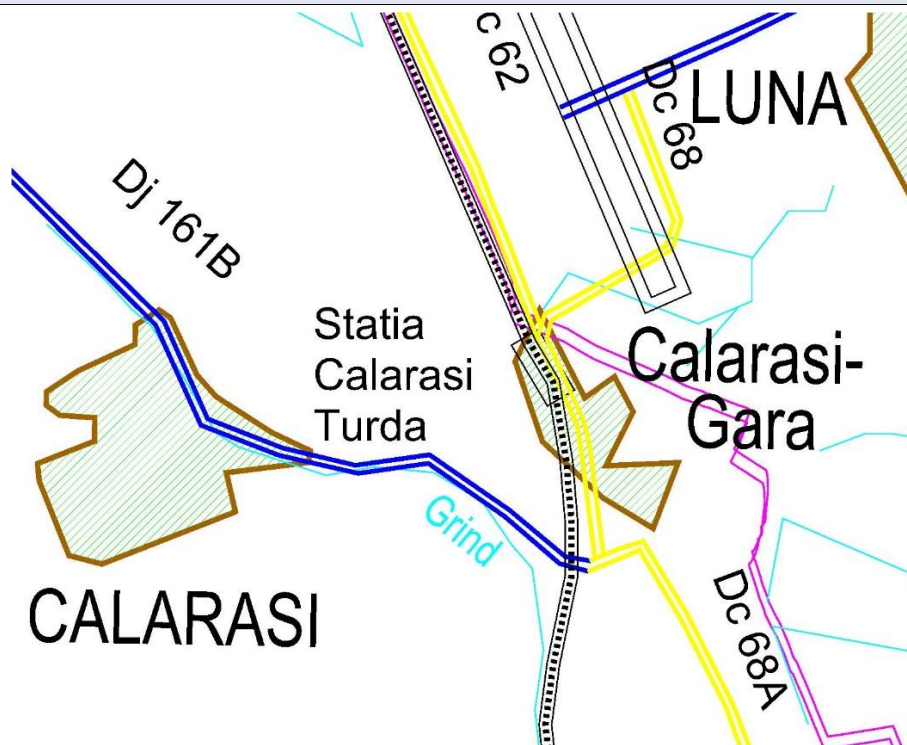 c 62
Dc 68
LUNA
Dj 161B
Statia
Calarasi
Turda
Calarasi-
Gara
Grind
CALARASI
Dc 68A